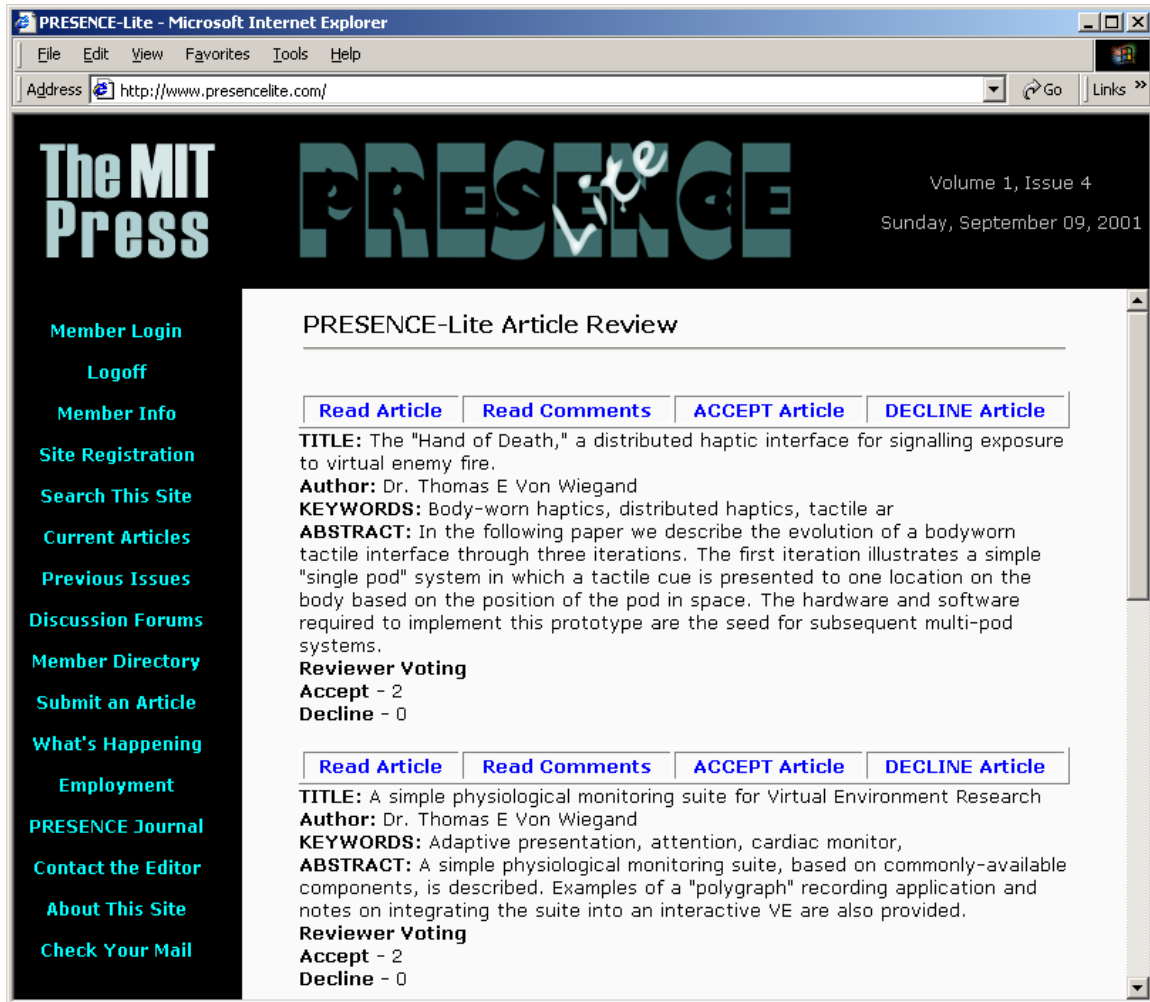 PRESENCE-Lite - Microsoft Internet Explorer
File Edit View Favorites Tools Help
Address http://www.presencelite.com/ Go Links »
The MIT
Press
PRESENCE
Lite
Volume 1, Issue 4
Sunday, September 09, 2001
Member Login
Logoff
Member Info
Site Registration
Search This Site
Current Articles
Previous Issues
Discussion Forums
Member Directory
Submit an Article
What's Happening
Employment
PRESENCE Journal
Contact the Editor
About This Site
Check Your Mail
PRESENCE-Lite Article Review
Read Article Read Comments ACCEPT Article DECLINE Article
TITLE: The "Hand of Death," a distributed haptic interface for signalling exposure
to virtual enemy fire.
Author: Dr. Thomas E Von Wiegand
KEYWORDS: Body-worn haptics, distributed haptics, tactile ar
ABSTRACT: In the following paper we describe the evolution of a bodyworn
tactile interface through three iterations. The first iteration illustrates a simple
"single pod" system in which a tactile cue is presented to one location on the
body based on the position of the pod in space. The hardware and software
required to implement this prototype are the seed for subsequent multi-pod
systems.
Reviewer Voting
Accept - 2
Decline - 0
Read Article Read Comments ACCEPT Article DECLINE Article
TITLE: A simple physiological monitoring suite for Virtual Environment Research
Author: Dr. Thomas E Von Wiegand
KEYWORDS: Adaptive presentation, attention, cardiac monitor,
ABSTRACT: A simple physiological monitoring suite, based on commonly-available
components, is described. Examples of a "polygraph" recording application and
notes on integrating the suite into an interactive VE are also provided.
Reviewer Voting
Accept - 2
Decline - 0